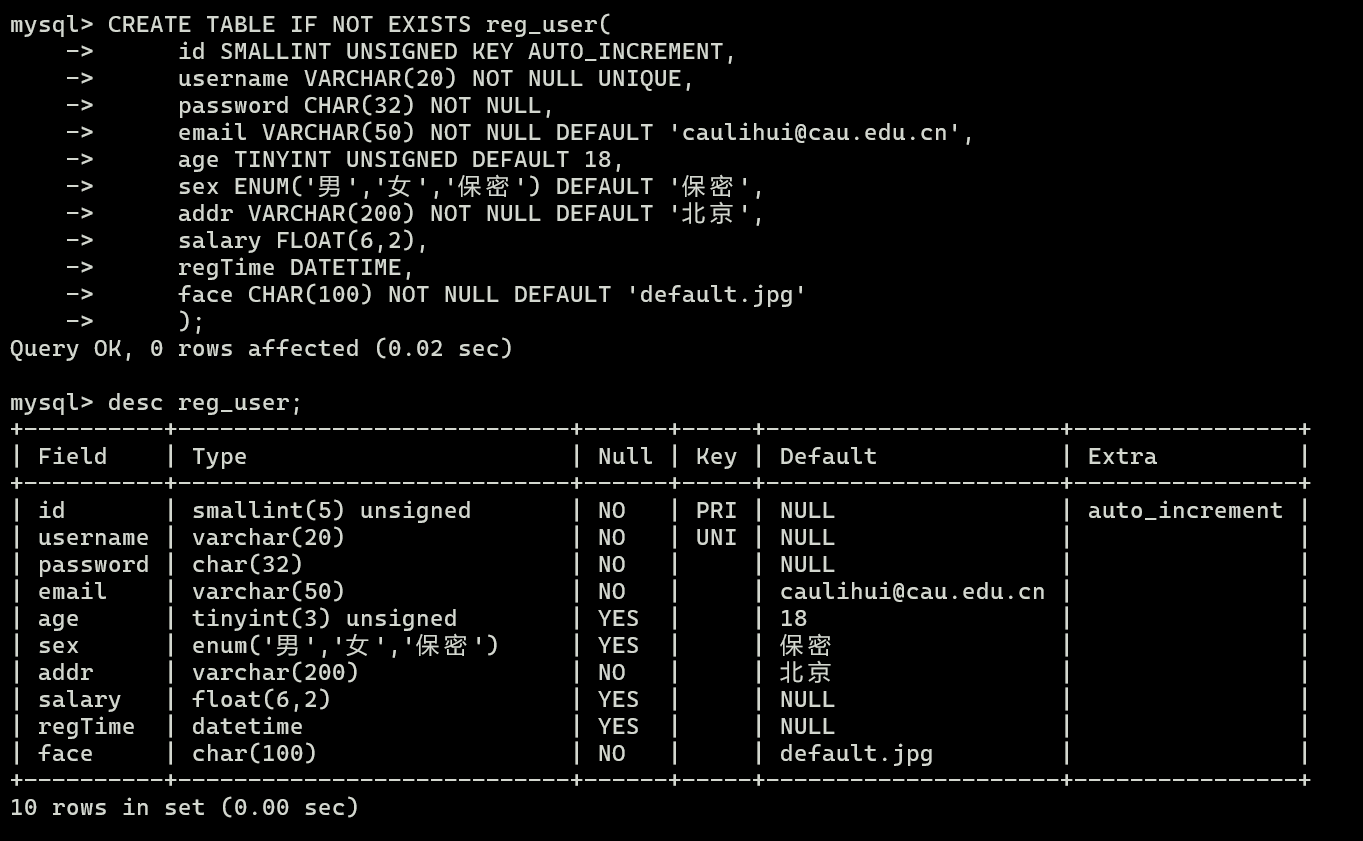 mysql> CREATE TABLE IF NOT EXISTS reg_user(
    ->      id SMALLINT UNSIGNED KEY AUTO_INCREMENT,
    ->      username VARCHAR(20) NOT NULL UNIQUE,
    ->      password CHAR(32) NOT NULL,
    ->      email VARCHAR(50) NOT NULL DEFAULT 'caulihui@cau.edu.cn',
    ->      age TINYINT UNSIGNED DEFAULT 18,
    ->      sex ENUM('男','女','保密') DEFAULT '保密',
    ->      addr VARCHAR(200) NOT NULL DEFAULT '北京',
    ->      salary FLOAT(6,2),
    ->      regTime DATETIME,
    ->      face CHAR(100) NOT NULL DEFAULT 'default.jpg'
    ->      );
Query OK, 0 rows affected (0.02 sec)

mysql> desc reg_user;
+----------+----------------------------+------+-----+---------------------+----------------+
| Field    | Type                       | Null | Key | Default             | Extra          |
+----------+----------------------------+------+-----+---------------------+----------------+
| id       | smallint(5) unsigned       | NO   | PRI | NULL                | auto_increment |
| username | varchar(20)                | NO   | UNI | NULL                |                |
| password | char(32)                   | NO   |     | NULL                |                |
| email    | varchar(50)                | NO   |     | caulihui@cau.edu.cn |                |
| age      | tinyint(3) unsigned        | YES  |     | 18                  |                |
| sex      | enum('男','女','保密')     | YES  |     | 保密                |                |
| addr     | varchar(200)               | NO   |     | 北京                |                |
| salary   | float(6,2)                 | YES  |     | NULL                |                |
| regTime  | datetime                   | YES  |     | NULL                |                |
| face     | char(100)                  | NO   |     | default.jpg         |                |
+----------+----------------------------+------+-----+---------------------+----------------+
10 rows in set (0.00 sec)